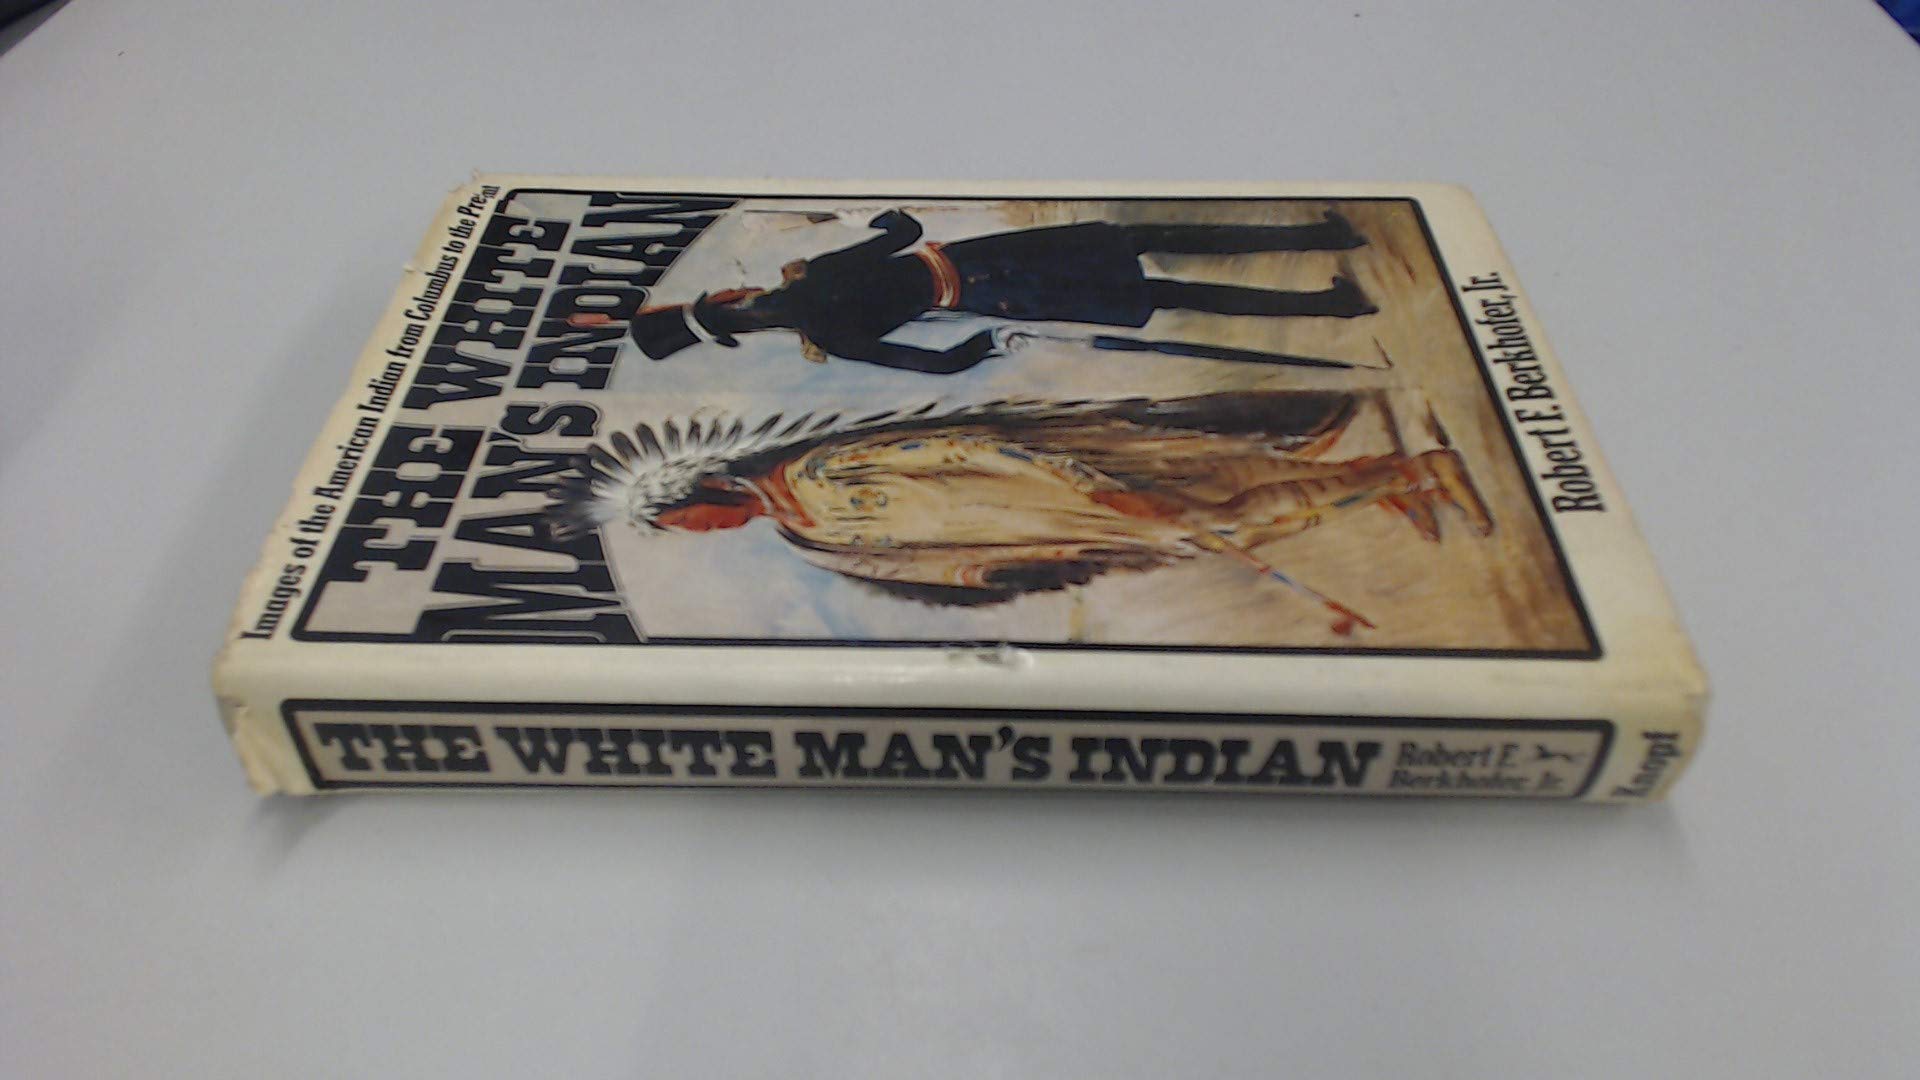 Images of the American Indian from Columbus to the Present
THE WHITE
MAN'S INDIAN
Robert F. Berkhofer, Jr.
THE WHITE MAN'S INDIAN
Robert F.
Berkhofer, Jr.
Knopf